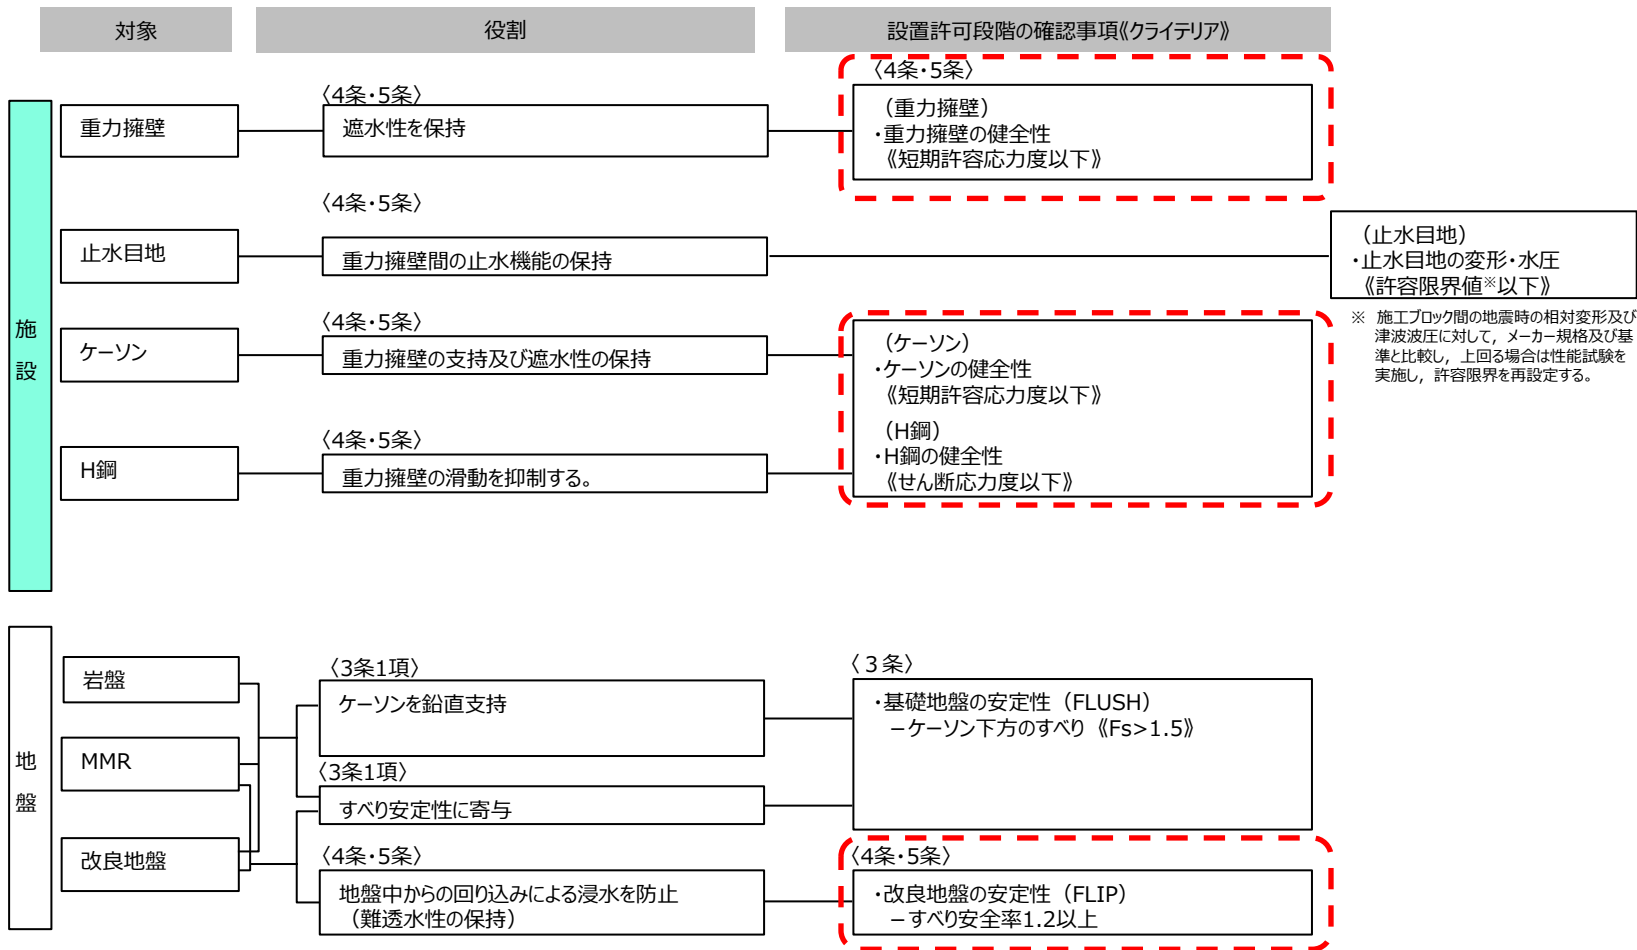 対象
役割
設置許可段階の確認事項《クライテリア》
施設
重力擁壁
〈4条・5条〉
遮水性を保持
〈4条・5条〉
（重力擁壁）
・重力擁壁の健全性
《短期許容応力度以下》
止水目地
〈4条・5条〉
重力擁壁間の止水機能の保持
（止水目地）
・止水目地の変形・水圧
《許容限界値※以下》
※ 施工ブロック間の地震時の相対変形及び
津波波圧に対して，メーカー規格及び基
準と比較し，上回る場合は性能試験を
実施し，許容限界を再設定する。
ケーソン
〈4条・5条〉
重力擁壁の支持及び遮水性の保持
（ケーソン）
・ケーソンの健全性
《短期許容応力度以下》
H鋼
〈4条・5条〉
重力擁壁の滑動を抑制する。
（H鋼）
・H鋼の健全性
《せん断応力度以下》
地盤
岩盤
MMR
改良地盤
〈3条1項〉
ケーソンを鉛直支持
〈3条1項〉
すべり安定性に寄与
〈３条〉
・基礎地盤の安定性（FLUSH）
－ケーソン下方のすべり《Fs>1.5》
〈4条・5条〉
地盤中からの回り込みによる浸水を防止
（難透水性の保持）
〈4条・5条〉
・改良地盤の安定性（FLIP）
－すべり安全率1.2以上